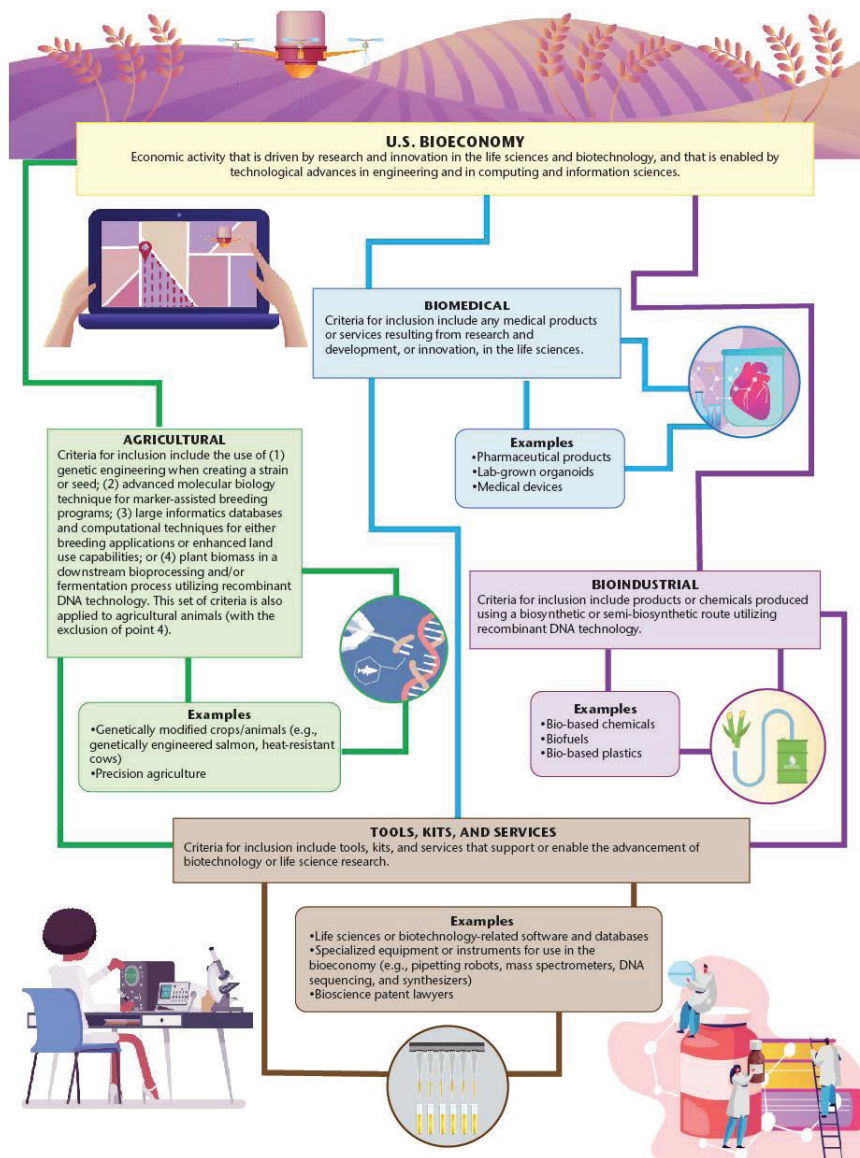 U.S. BIOECONOMY
Economic activity that is driven by research and innovation in the life sciences and biotechnology, and that is enabled by
technological advances in engineering and in computing and information sciences.
BIOMEDICAL
Criteria for inclusion include any medical products
or services resulting from research and
development, or innovation, in the life sciences.
Examples
•Pharmaceutical products
•Lab-grown organoids
•Medical devices
AGRICULTURAL
Criteria for inclusion include the use of (1)
genetic engineering when creating a strain
or seed; (2) advanced molecular biology
technique for marker-assisted breeding
programs; (3) large informatics databases
and computational techniques for either
breeding applications or enhanced land
use capabilities; or (4) plant biomass in a
downstream bioprocessing and/or
fermentation process utilizing recombinant
DNA technology. This set of criteria is also
applied to agricultural animals (with the
exclusion of point 4).
Examples
•Genetically modified crops/animals (e.g.,
genetically engineered salmon, heat-resistant
cows)
•Precision agriculture
BIOINDUSTRIAL
Criteria for inclusion include products or chemicals produced
using a biosynthetic or semi-biosynthetic route utilizing
recombinant DNA technology.
Examples
•Bio-based chemicals
•Biofuels
•Bio-based plastics
TOOLS, KITS, AND SERVICES
Criteria for inclusion include tools, kits, and services that support or enable the advancement of
biotechnology or life science research.
Examples
•Life sciences or biotechnology-related software and databases
•Specialized equipment or instruments for use in the
bioeconomy (e.g., pipetting robots, mass spectrometers, DNA
sequencing, and synthesizers)
•Bioscience patent lawyers